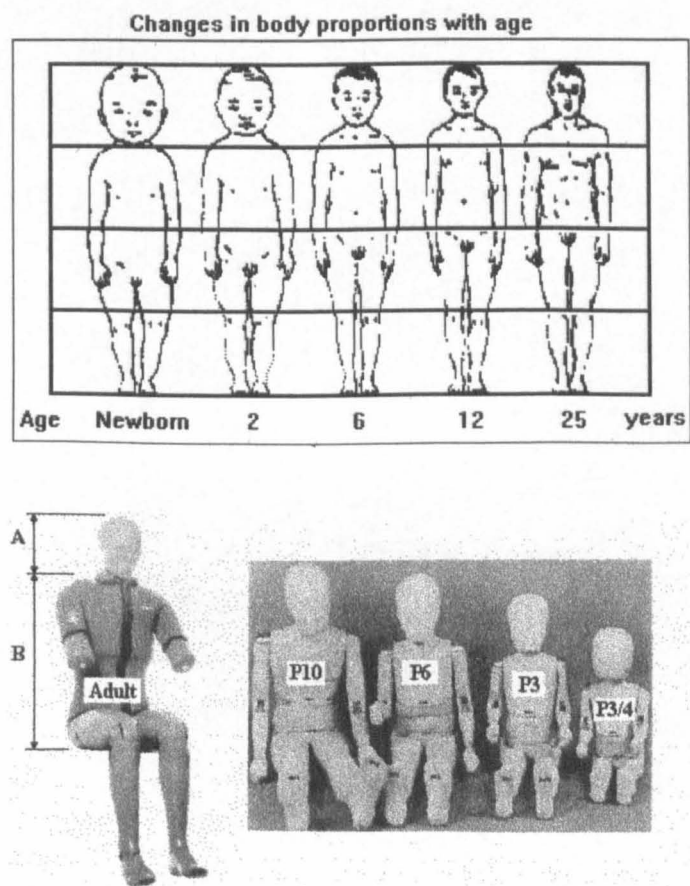 Changes in body proportions with age
Age Newborn 2 6 12 25 years
A
B
Adult
P10
P6
P3
P3/4